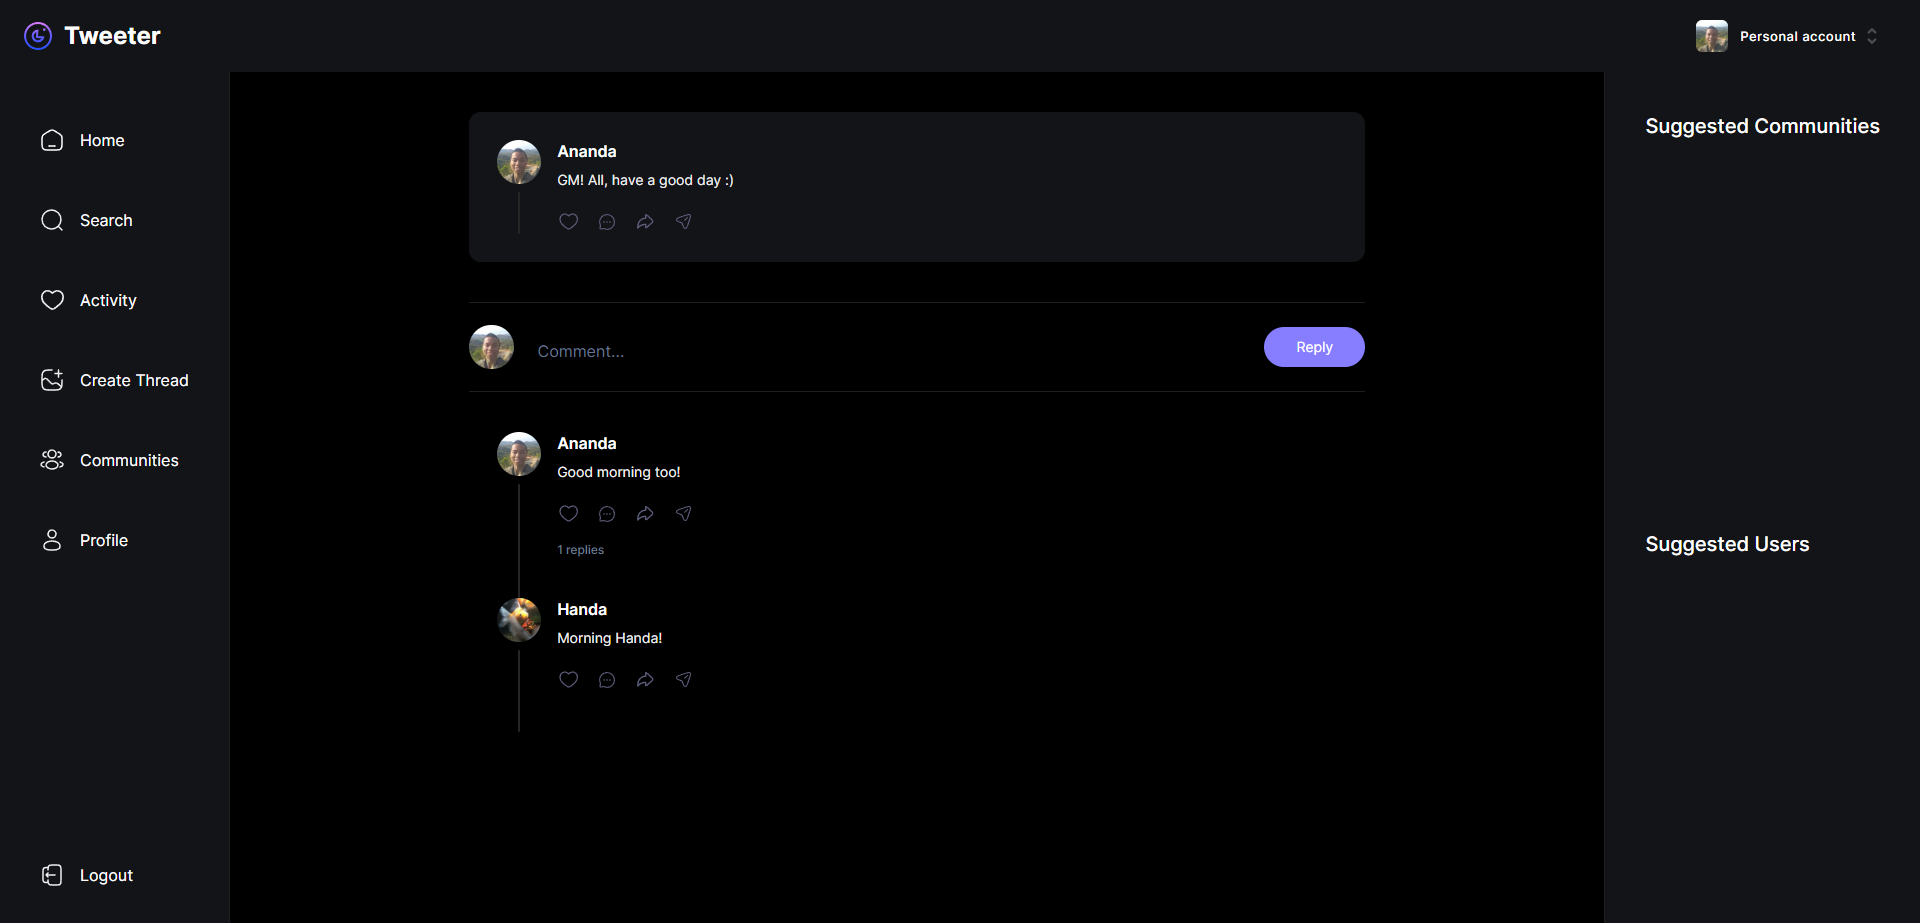 Tweeter
Personal account
Home
Search
Activity
Create Thread
Communities
Profile
Logout
Ananda
GM! All, have a good day :)
Comment...
Reply
Ananda
Good morning too!
1 replies
Handa
Morning Handa!
Suggested Communities
Suggested Users